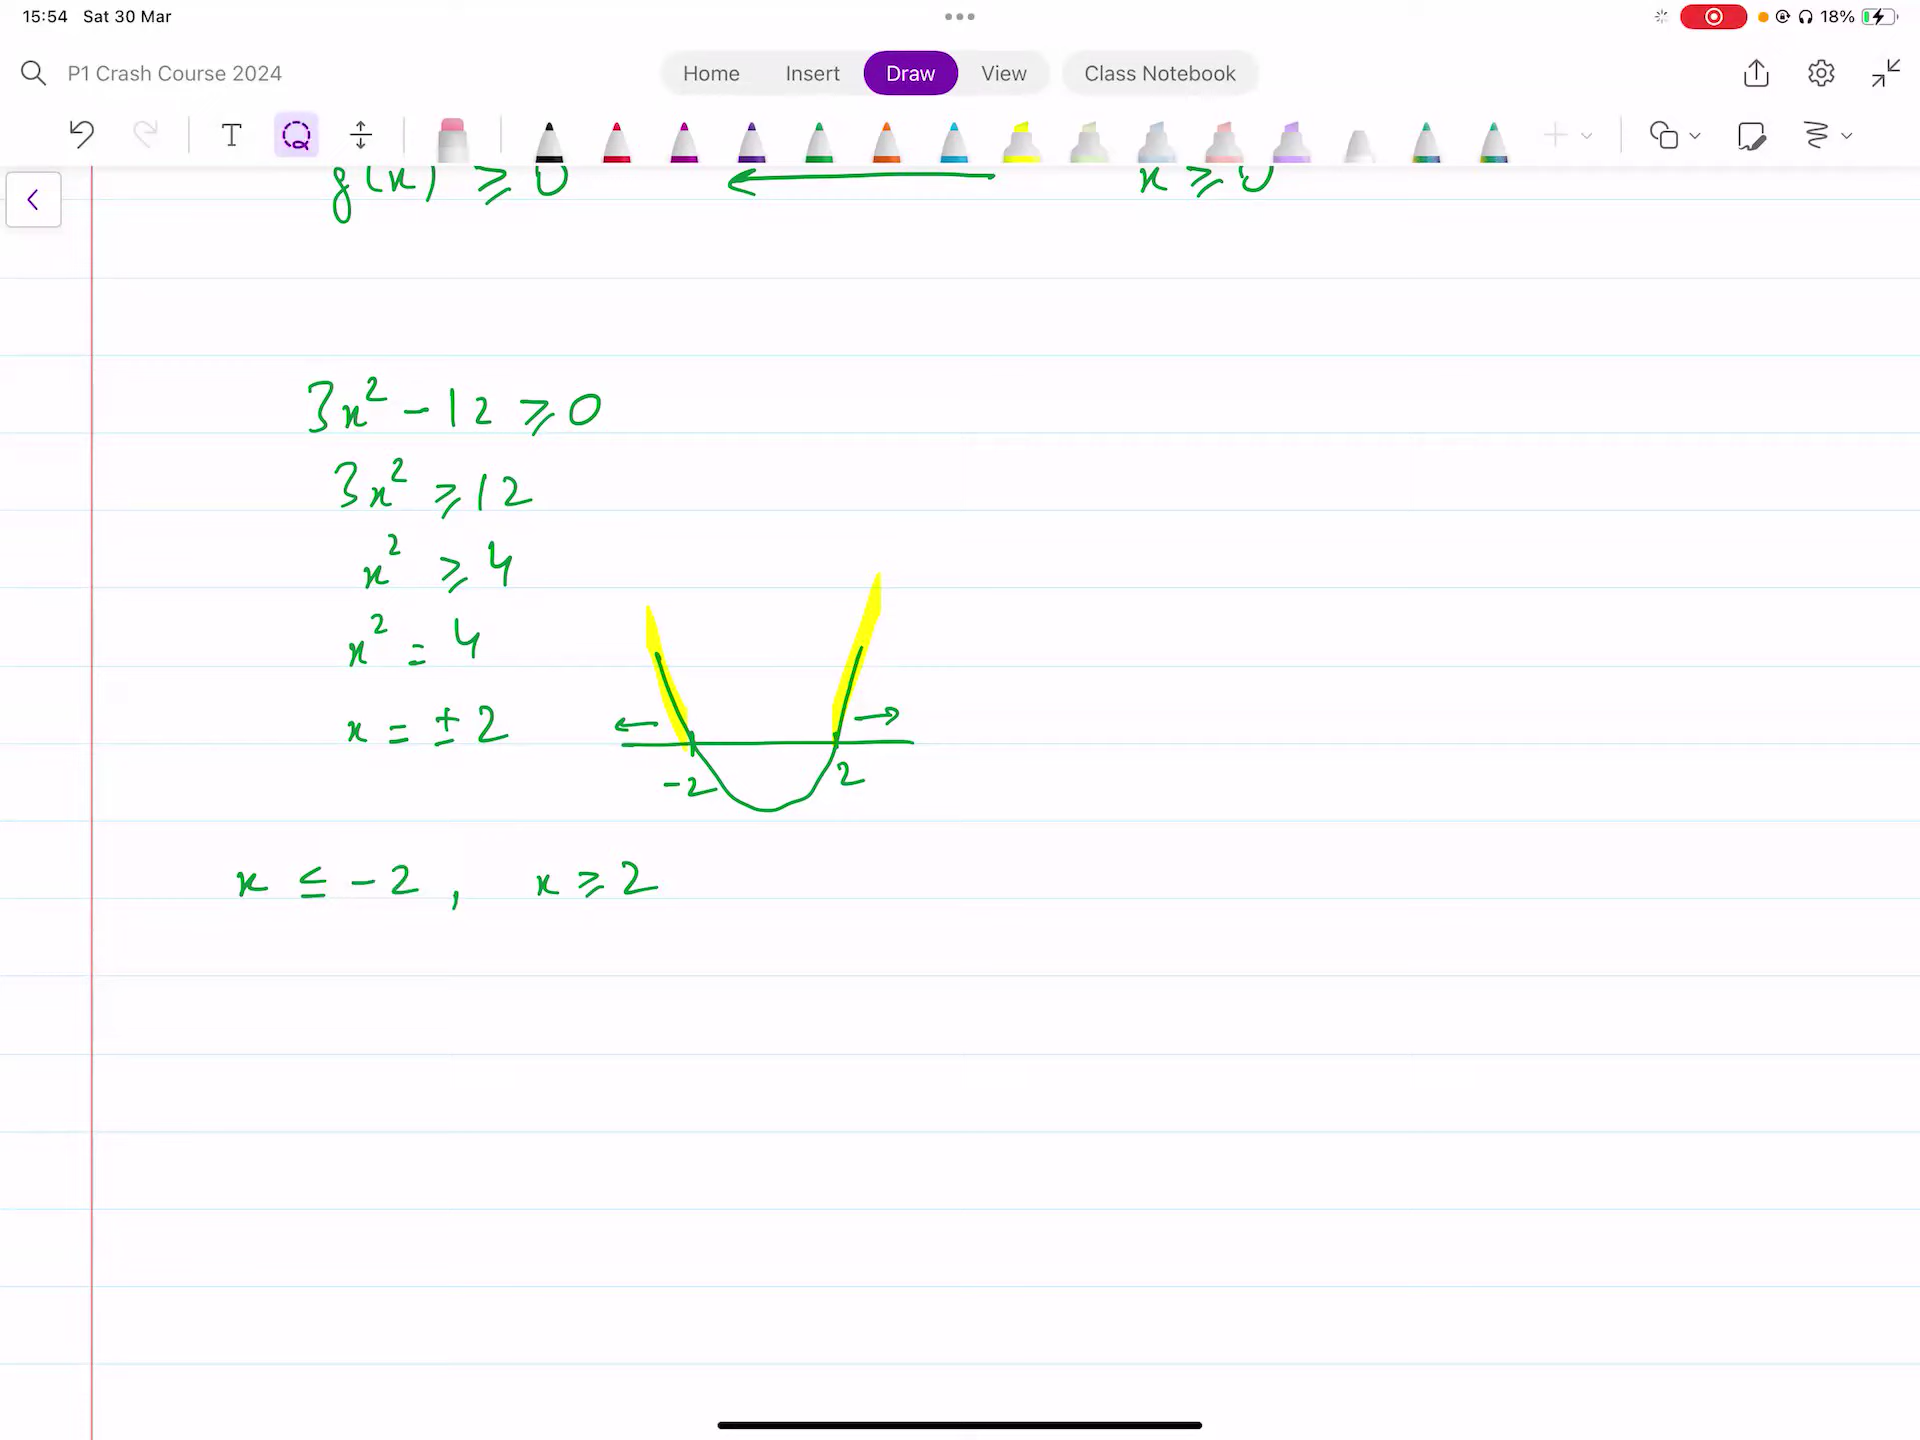 15:54 Sat 30 Mar 18%
P1 Crash Course 2024 Home Insert Draw View Class Notebook
T
g(x) ≥ 0 x ≥ 0
3x² - 12 ≥ 0
3x² ≥ 12
x² ≥ 4
x² = 4
x = ± 2
-2 2
x ≤ -2 , x ≥ 2